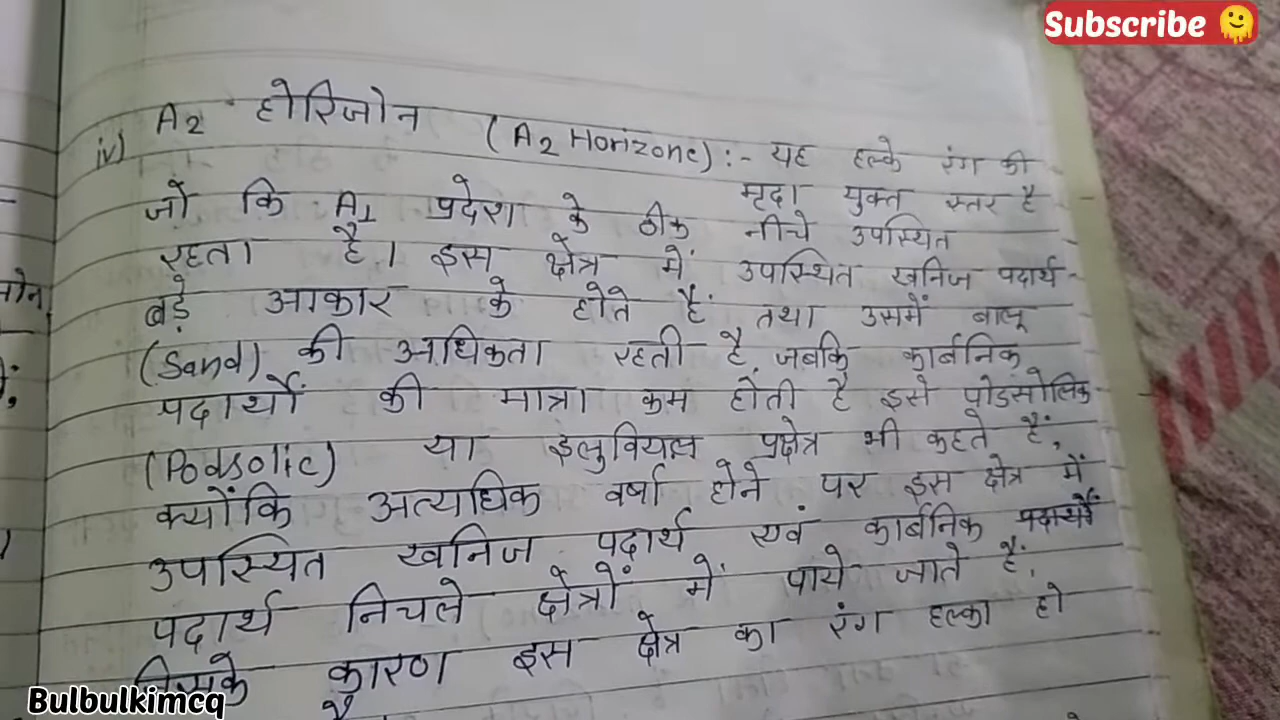 Subscribe
iv) A2 होरिजोन (A2 Horizone):- यह हल्के रंग की
मृदा युक्त स्तर है
जो कि A1 प्रदेश के ठीक नीचे उपस्थित
रहता है। इस क्षेत्र में उपस्थित खनिज पदार्थ
बड़े आकार के होते हैं तथा उसमें बालू
(Sand) की अधिकता रहती है, जबकि कार्बनिक
पदार्थों की मात्रा कम होती है इसे पोडसोलिक
(Podsolic) या इलुवियल प्रक्षेत्र भी कहते हैं,
क्योंकि अत्यधिक वर्षा होने पर इस क्षेत्र में
उपस्थित खनिज पदार्थ एवं कार्बनिक पदार्थों
पदार्थ निचले क्षेत्रों में पाये जाते हैं,
कारण इस क्षेत्र का रंग हल्का हो
Bulbulkimcq